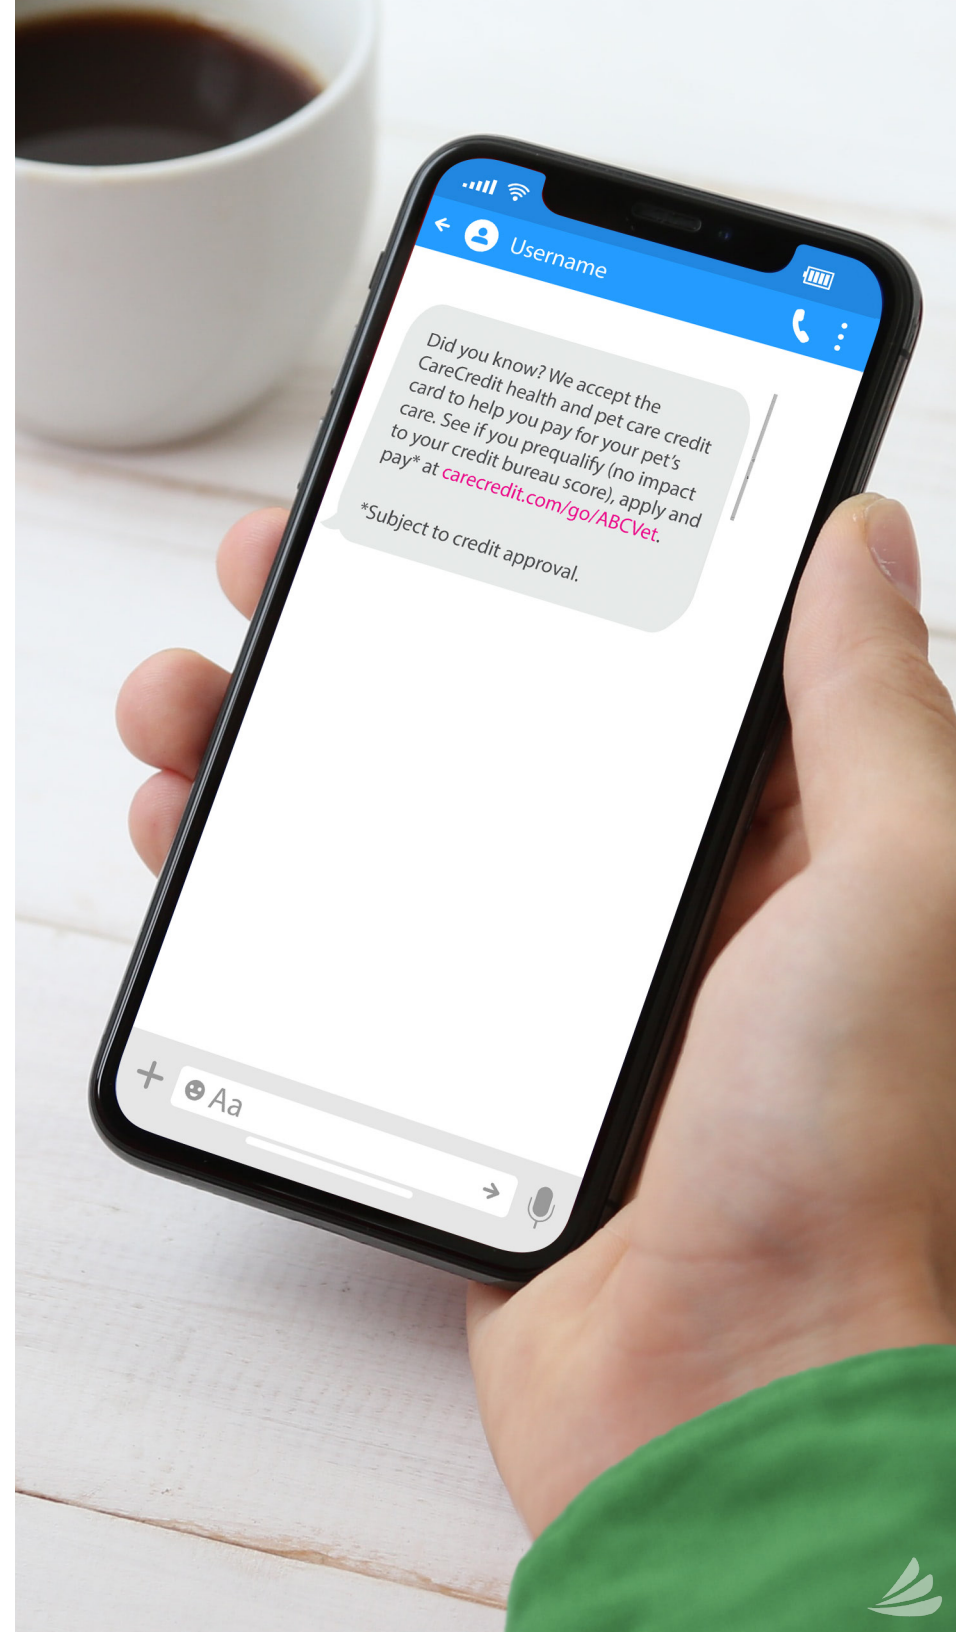 Username
Did you know? We accept the
CareCredit health and pet care credit
card to help you pay for your pet's
care. See if you prequalify (no impact
to your credit bureau score), apply and
pay* at carecredit.com/go/ABCVet.
*Subject to credit approval.
Aa